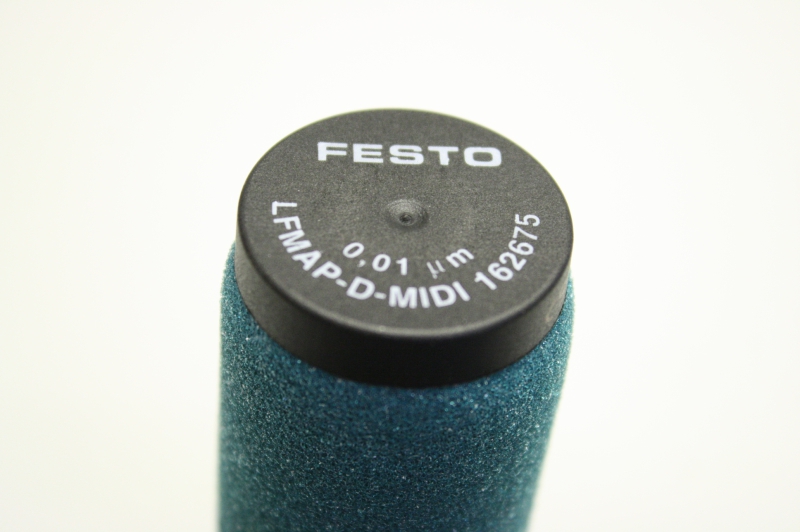 FESTO
0,01 µm
LFMAP-D-MIDI 162675